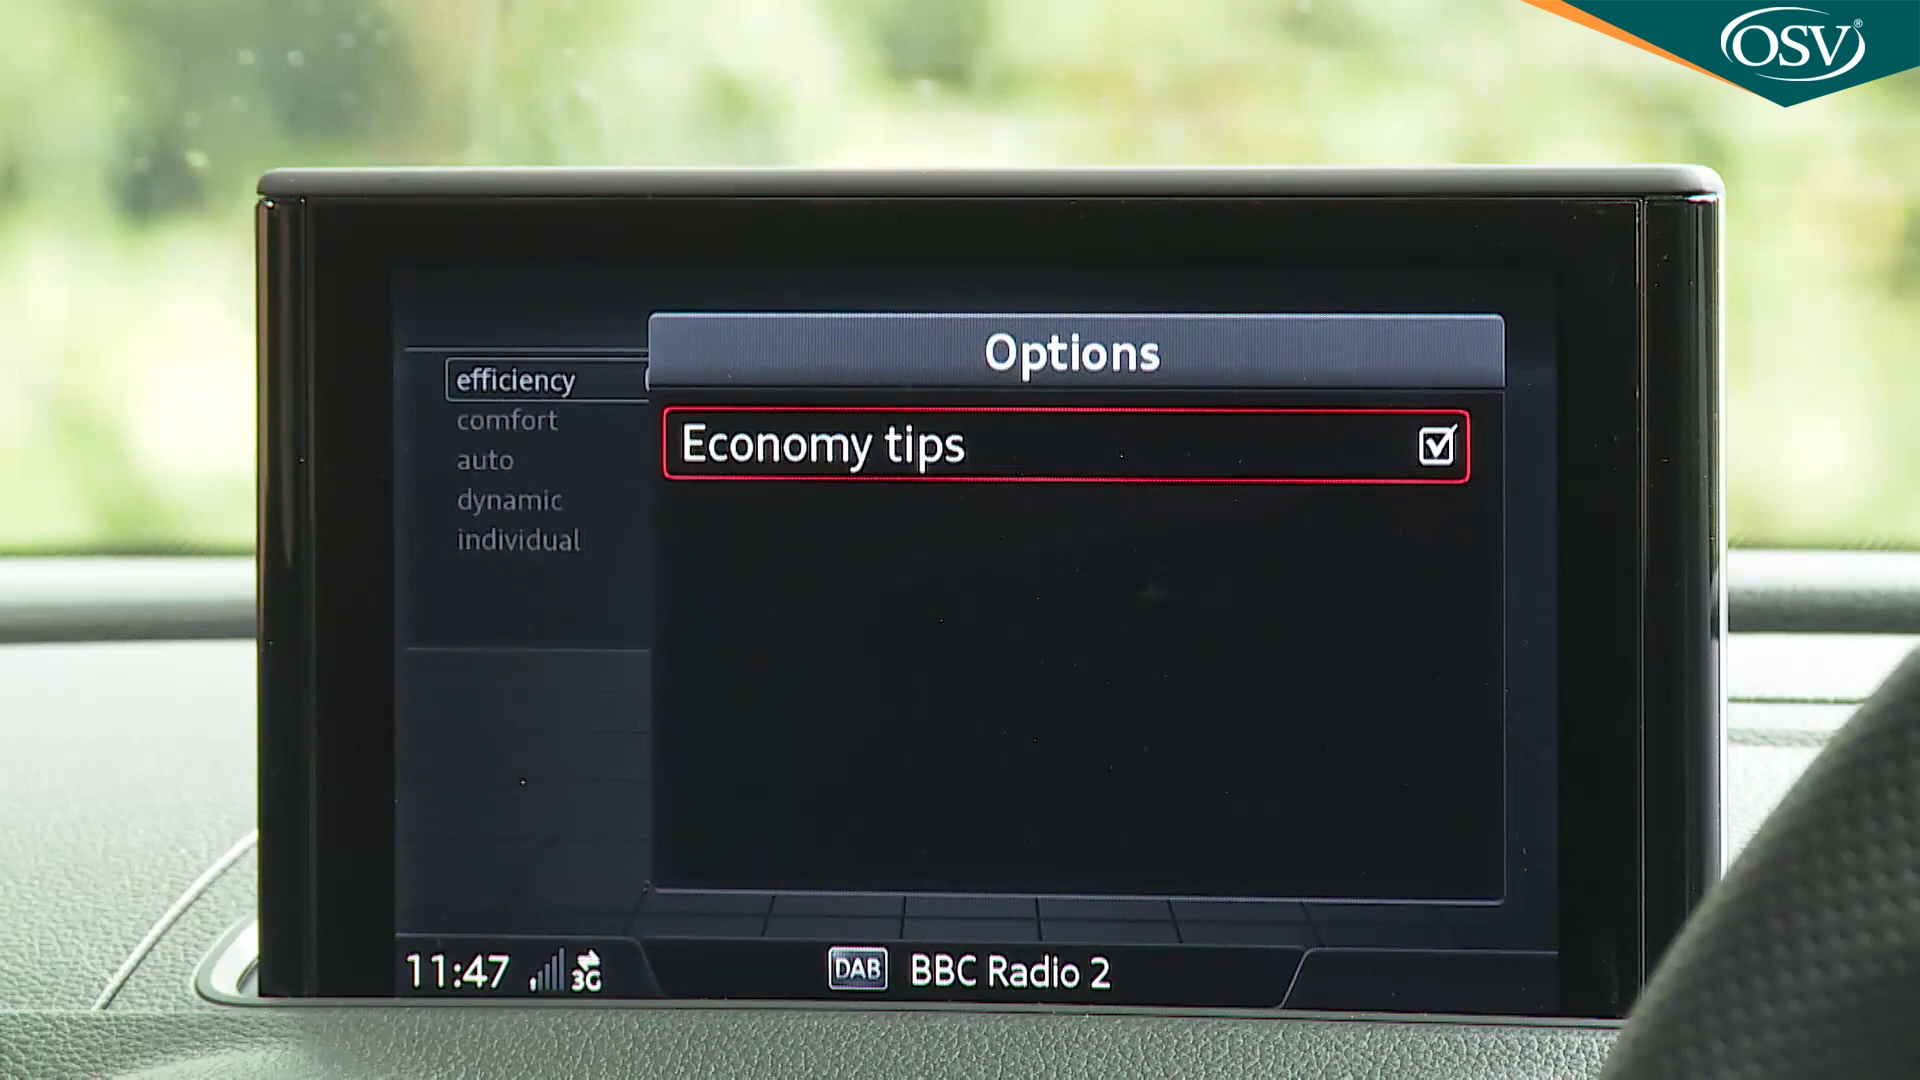 OSV®
Options
efficiency
Economy tips
comfort
auto
dynamic
individual
11:47
3G
DAB
BBC Radio 2